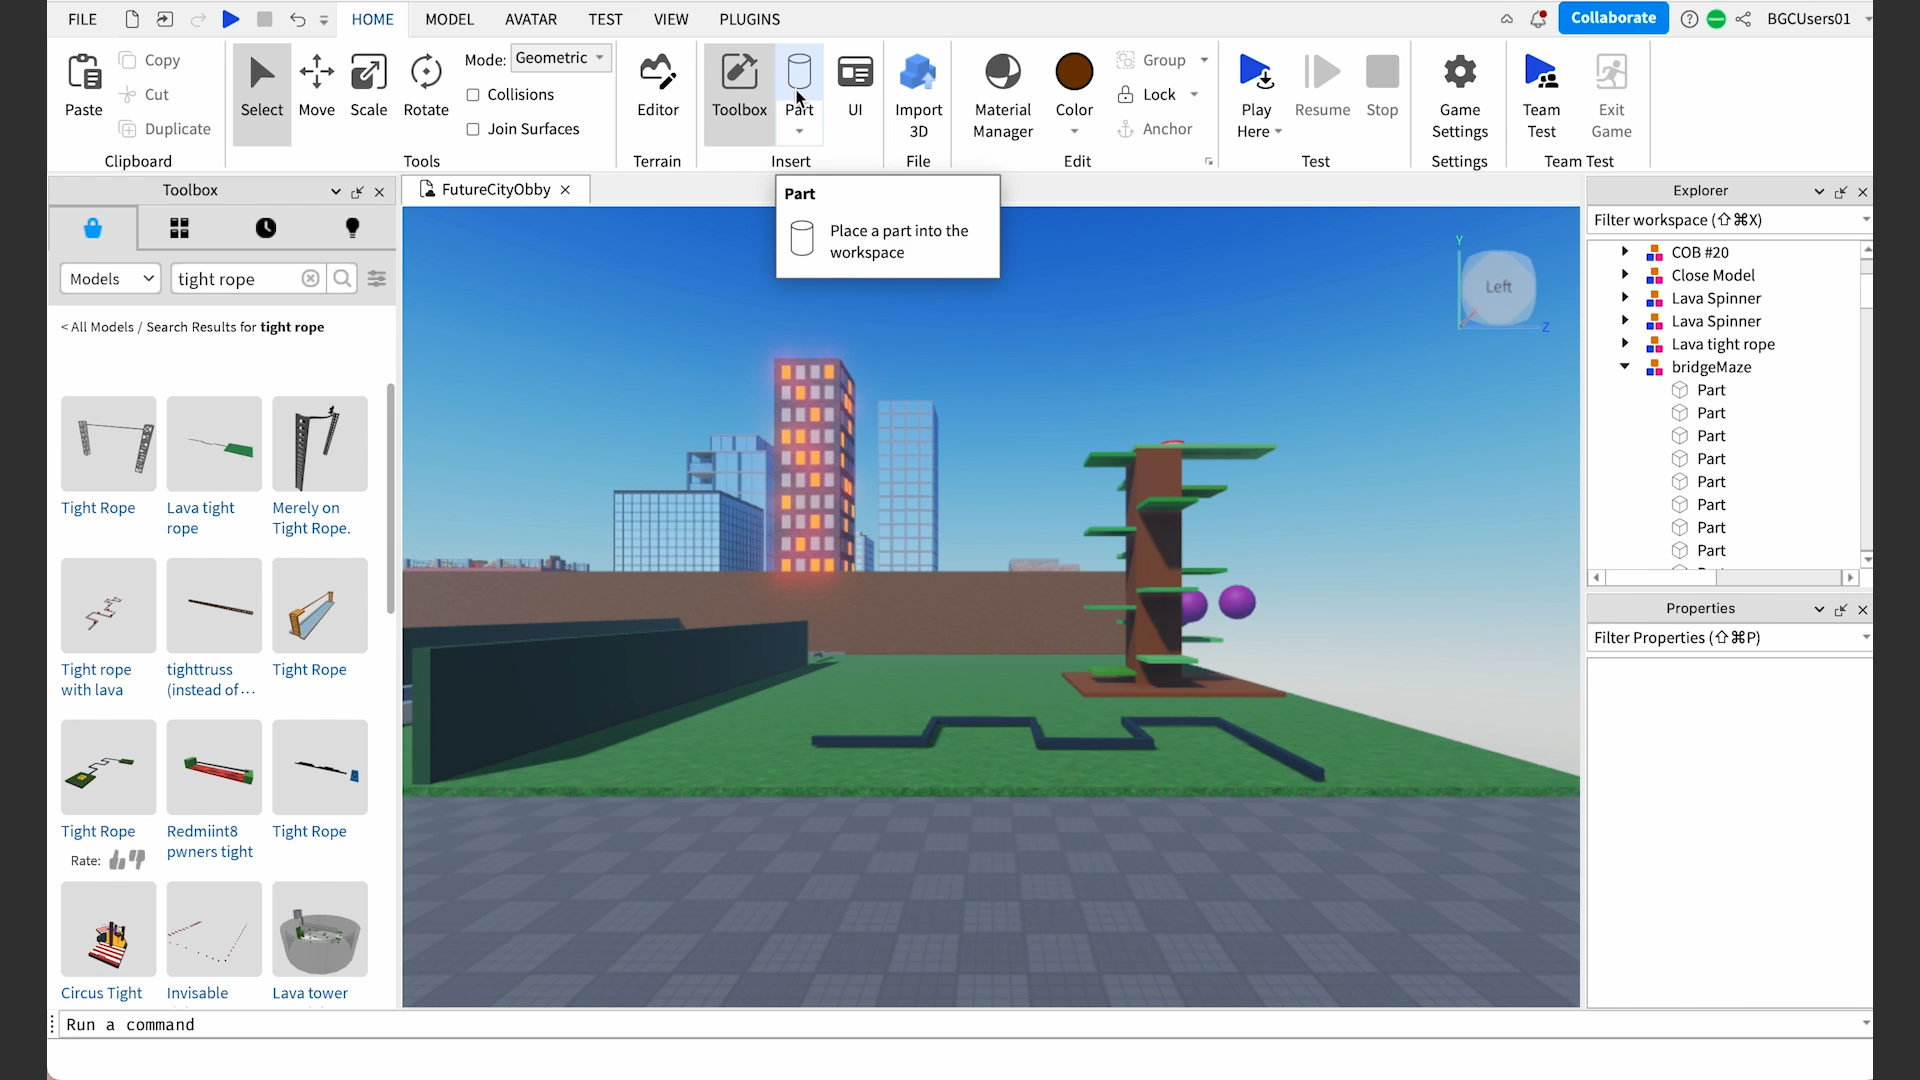 FILE
HOME
MODEL
AVATAR
TEST
VIEW
PLUGINS
Collaborate
BGCUsers01
Paste
Copy
Cut
Duplicate
Clipboard
Select
Move
Scale
Rotate
Mode: Geometric
Collisions
Join Surfaces
Tools
Editor
Terrain
Toolbox
Part
UI
Insert
Import
3D
File
Material
Manager
Color
Group
Lock
Anchor
Edit
Play
Here
Resume
Stop
Test
Game
Settings
Settings
Team
Test
Exit
Game
Team Test
Toolbox
Models
tight rope
< All Models / Search Results for tight rope
Tight Rope
Lava tight
rope
Merely on
Tight Rope.
Tight rope
with lava
tighttruss
(instead of…
Tight Rope
Tight Rope
Rate:
Redmiint8
pwners tight
Tight Rope
Circus Tight
Invisable
Lava tower
FutureCityObby
Part
Place a part into the
workspace
Y
Left
Z
Explorer
Filter workspace (⇧⌘X)
COB #20
Close Model
Lava Spinner
Lava Spinner
Lava tight rope
bridgeMaze
Part
Part
Part
Part
Part
Part
Part
Part
Properties
Filter Properties (⇧⌘P)
Run a command